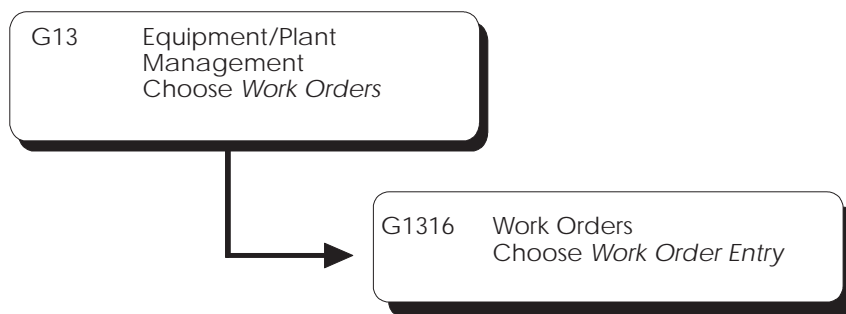 G13 Equipment/Plant
Management
Choose Work Orders
G1316 Work Orders
Choose Work Order Entry